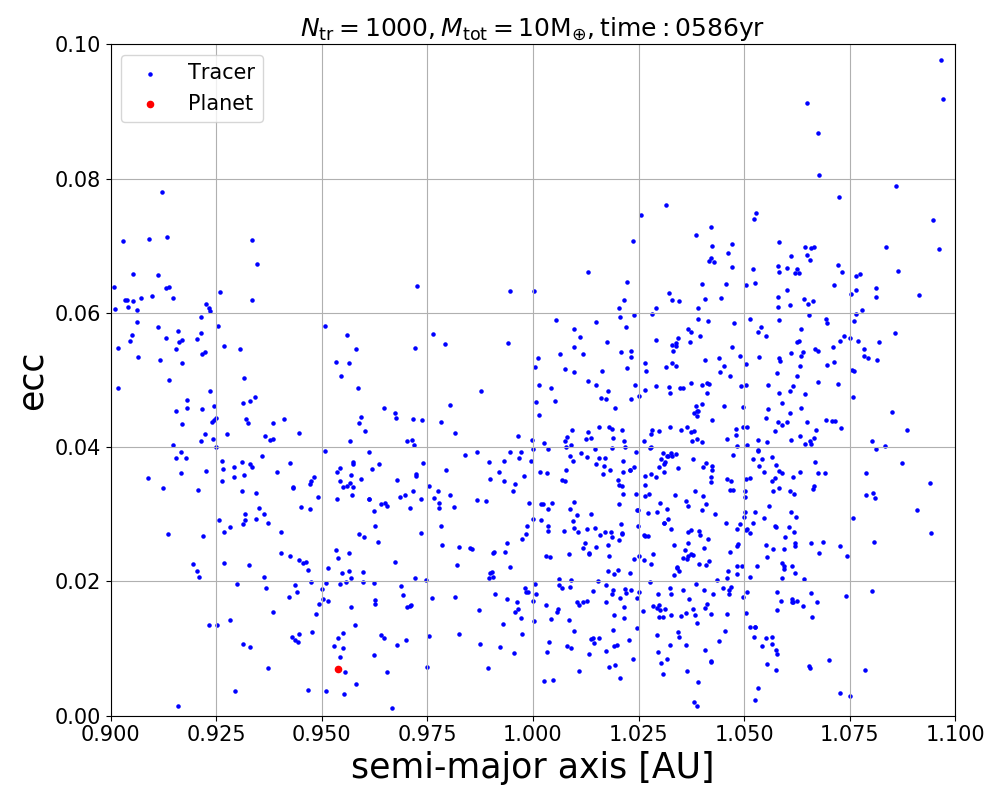 N_tr = 1000, M_tot = 10M_⊕, time : 0586yr
Tracer
Planet
0.10
0.08
0.06
0.04
0.02
0.00
ecc
0.900 0.925 0.950 0.975 1.000 1.025 1.050 1.075 1.100
semi-major axis [AU]